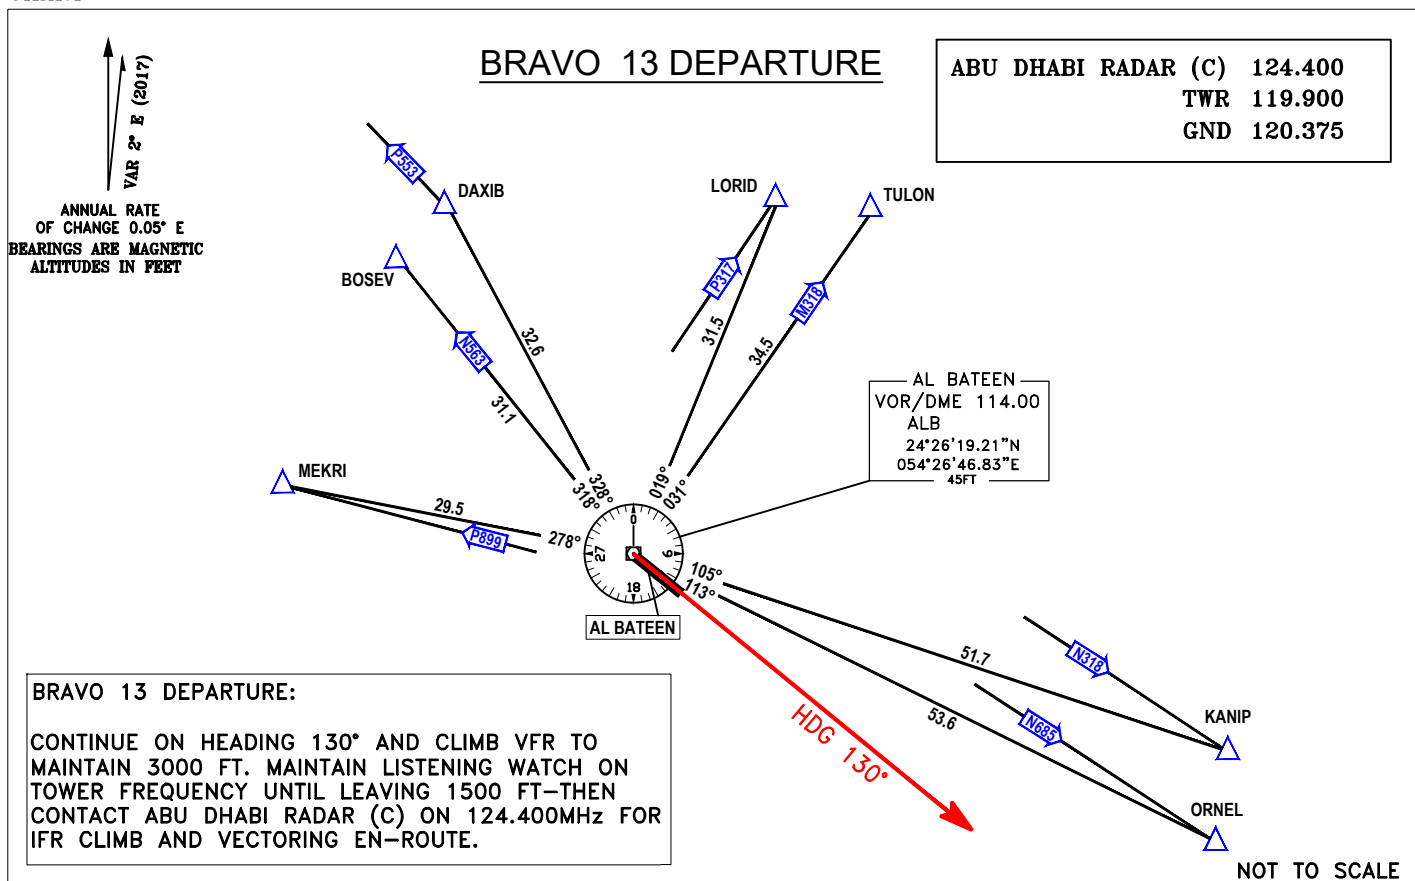 BRAVO 13 DEPARTURE
ABU DHABI RADAR (C) 124.400
TWR 119.900
GND 120.375
VAR 2° E (2017)
ANNUAL RATE
OF CHANGE 0.05° E
BEARINGS ARE MAGNETIC
ALTITUDES IN FEET
P553
DAXIB
BOSEV
N563
32.6
31.1
328°
318°
LORID
TULON
P317
M318
31.5
34.5
019°
031°
AL BATEEN
VOR/DME 114.00
ALB
24°26'19.21"N
054°26'46.83"E
45FT
MEKRI
29.5
P899
278°
0
27
6
18
AL BATEEN
105°
113°
51.7
53.6
N318
N685
KANIP
ORNEL
HDG 130°
BRAVO 13 DEPARTURE:
CONTINUE ON HEADING 130° AND CLIMB VFR TO
MAINTAIN 3000 FT. MAINTAIN LISTENING WATCH ON
TOWER FREQUENCY UNTIL LEAVING 1500 FT–THEN
CONTACT ABU DHABI RADAR (C) ON 124.400MHz FOR
IFR CLIMB AND VECTORING EN–ROUTE.
NOT TO SCALE